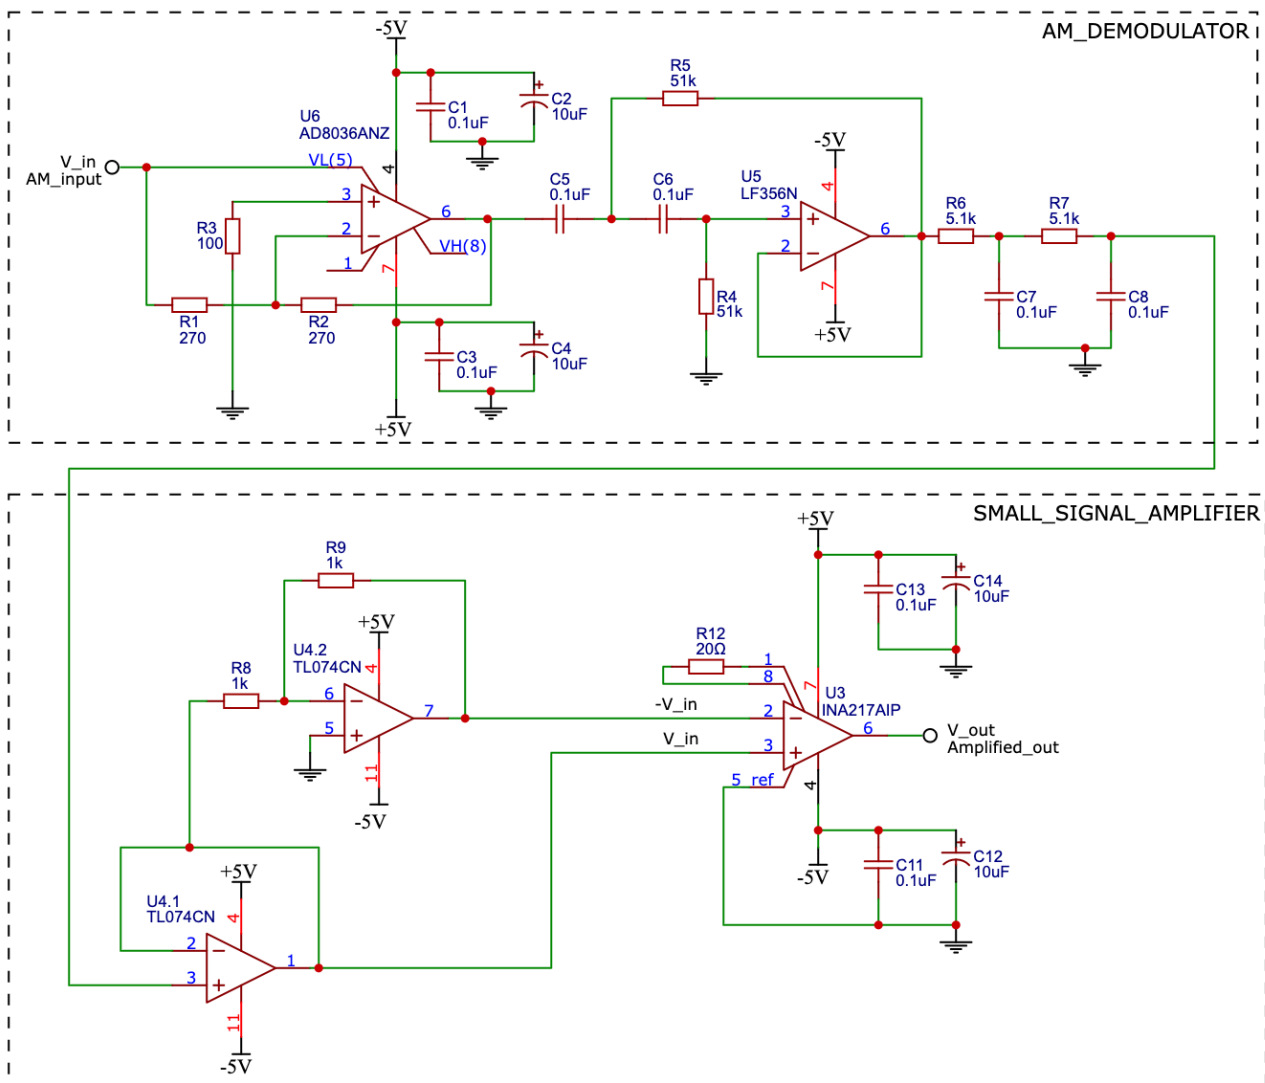 AM_DEMODULATOR
-5V
C1
0.1uF
C2
10uF
U6
AD8036ANZ
V_in
AM_input
VL(5)
4
3
2
1
6
VH(8)
7
R3
100
R1
270
R2
270
C3
0.1uF
C4
10uF
+5V
R5
51k
C5
0.1uF
C6
0.1uF
U5
LF356N
-5V
4
3
2
6
7
+5V
R4
51k
R6
5.1k
R7
5.1k
C7
0.1uF
C8
0.1uF
SMALL_SIGNAL_AMPLIFIER
R9
1k
R8
1k
U4.2
TL074CN
+5V
4
6
5
7
11
-5V
U4.1
TL074CN
+5V
4
2
3
1
11
-5V
-V_in
V_in
R12
20Ω
1
8
2
3
5 ref
+5V
7
U3
INA217AIP
6
4
-5V
C13
0.1uF
C14
10uF
C11
0.1uF
C12
10uF
V_out
Amplified_out